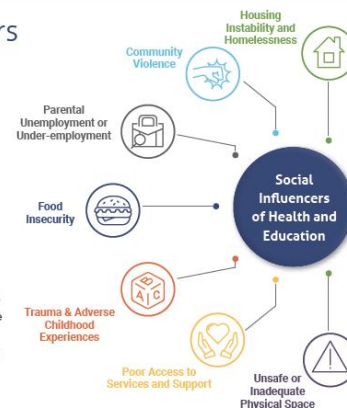 rs
Housing
Instability and
Homelessness
Community
Violence
Parental
Unemployment or
Under-employment
Food
Insecurity
Social
Influencers
of Health and
Education
Trauma & Adverse
Childhood
Experiences
A
B
C
Poor Access to
Services and Support
Unsafe or
Inadequate
Physical Space